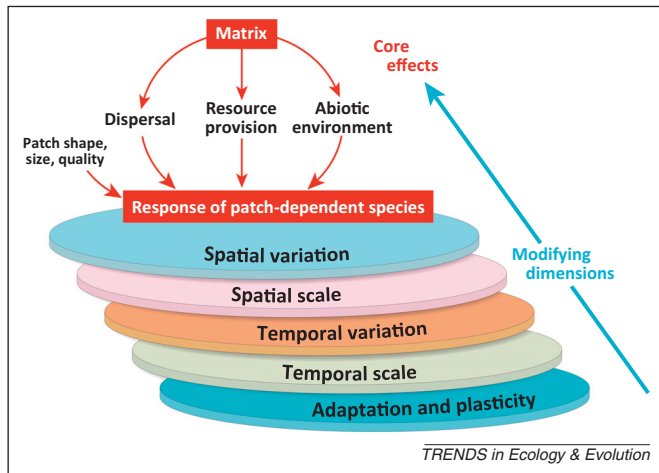 Matrix
Core
effects
Dispersal
Resource
provision
Abiotic
environment
Patch shape,
size, quality
Response of patch-dependent species
Spatial variation
Modifying
dimensions
Spatial scale
Temporal variation
Temporal scale
Adaptation and plasticity
TRENDS in Ecology & Evolution